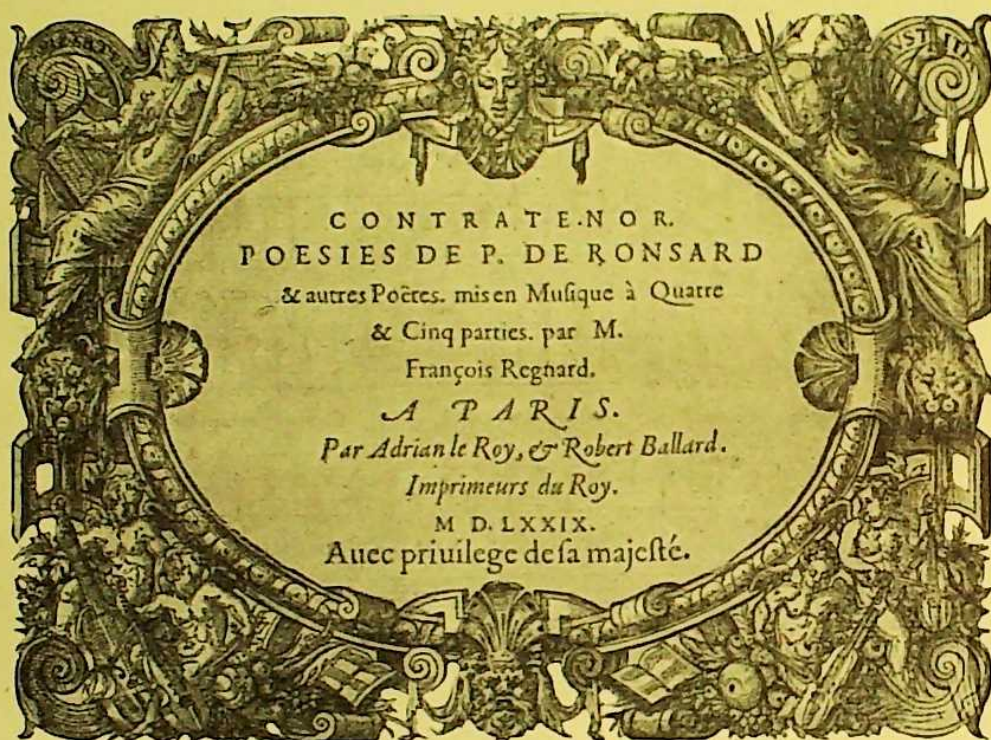 CONTRATENOR.
POESIES DE P. DE RONSARD
& autres Poëtes. mis en Muſique à Quatre
& Cinq parties. par M.
François Regnard.
A PARIS.
Par Adrian le Roy, & Robert Ballard.
Imprimeurs du Roy.
M D. LXXIX.
Auec priuilege de ſa majeſté.